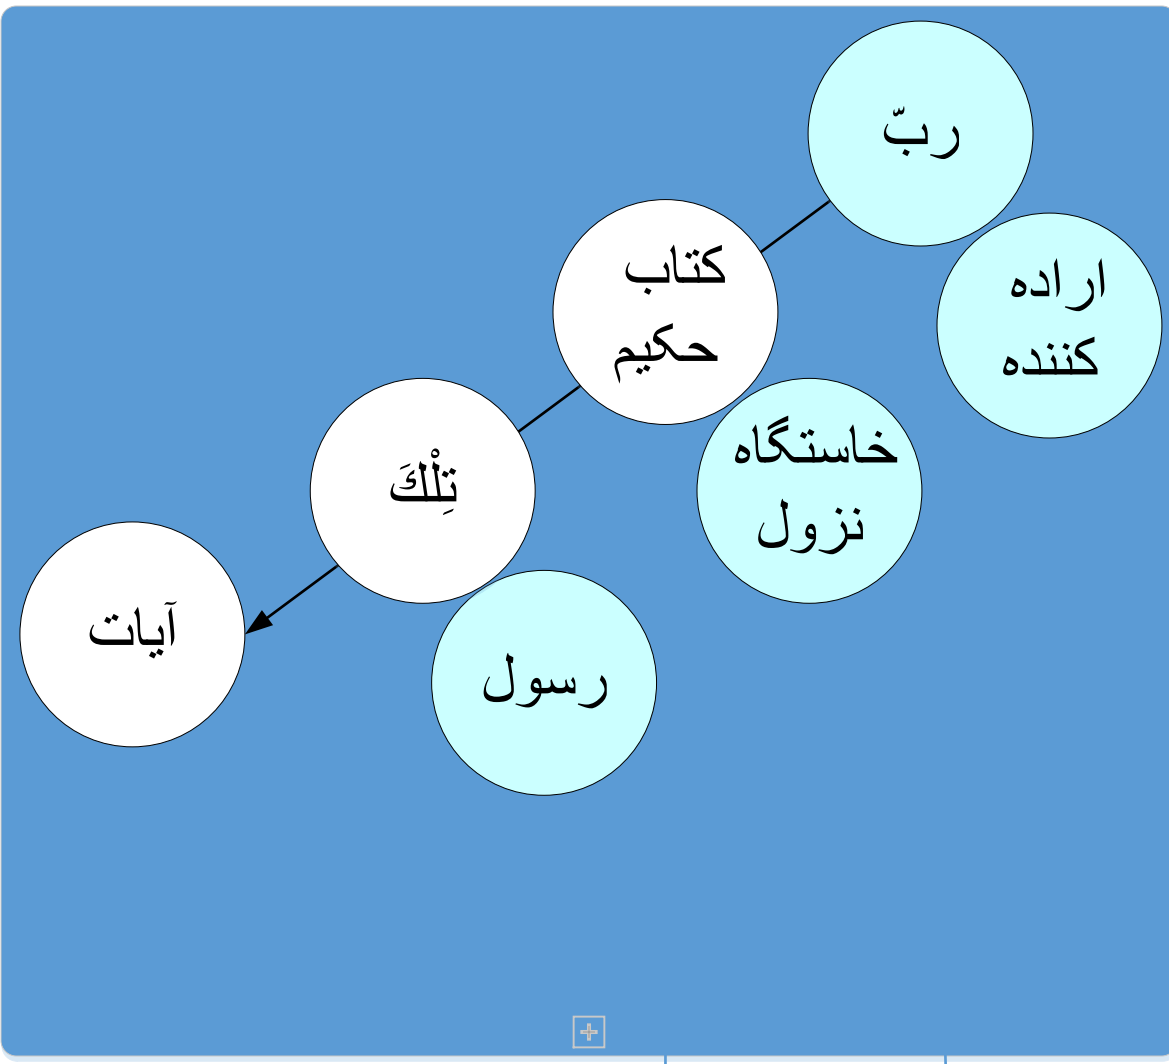 ربّ
اراده
کننده
کتاب
حکیم
خاستگاه
نزول
تِلْكَ
رسول
آیات